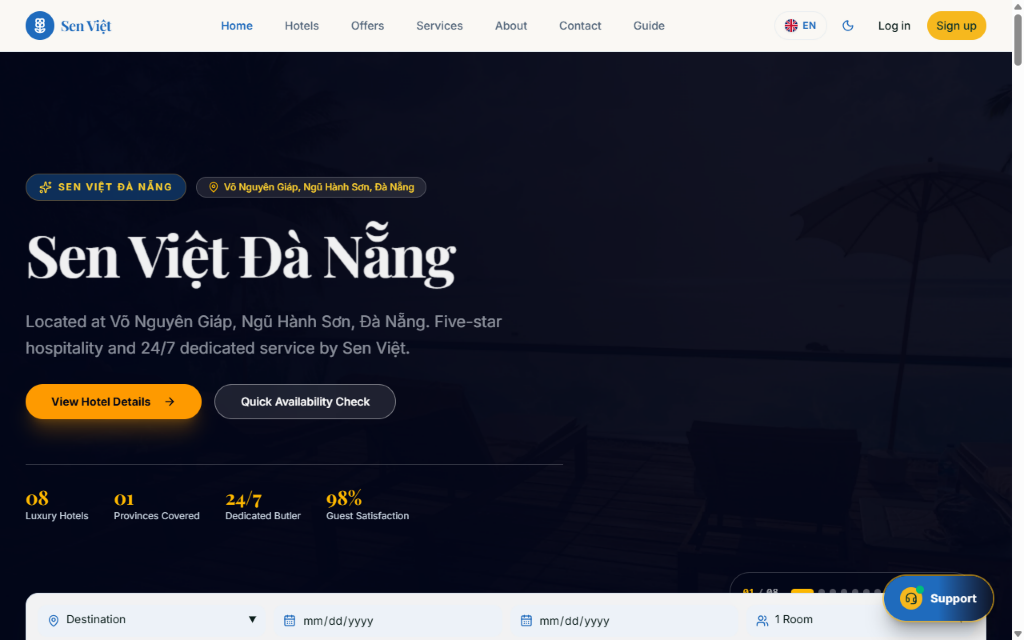 Sen Việt
Home
Hotels
Offers
Services
About
Contact
Guide
EN
Log in
Sign up
SEN VIỆT ĐÀ NẴNG
Võ Nguyên Giáp, Ngũ Hành Sơn, Đà Nẵng
Sen Việt Đà Nẵng
Located at Võ Nguyên Giáp, Ngũ Hành Sơn, Đà Nẵng. Five-star
hospitality and 24/7 dedicated service by Sen Việt.
View Hotel Details →
Quick Availability Check
08
Luxury Hotels
01
Provinces Covered
24/7
Dedicated Butler
98%
Guest Satisfaction
01 / 08
Destination
mm/dd/yyyy
mm/dd/yyyy
1 Room
Support